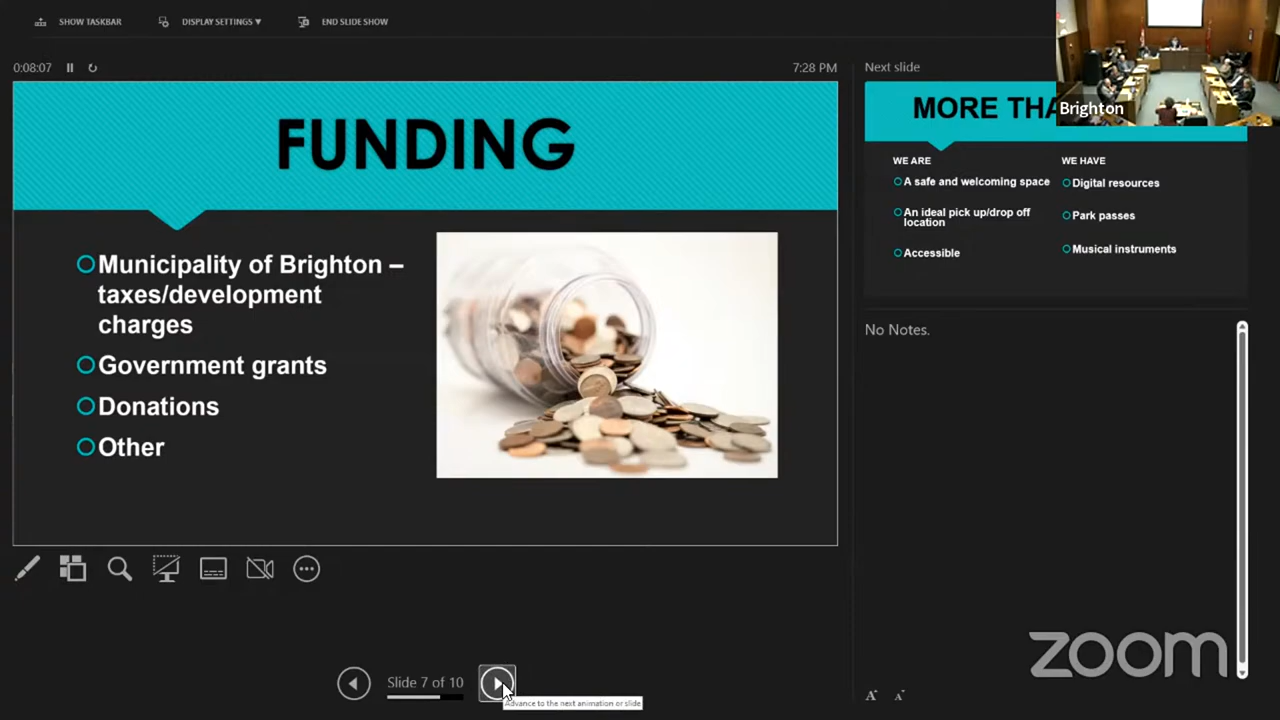 SHOW TASKBAR
DISPLAY SETTINGS ▼
END SLIDE SHOW
0:08:07
7:28 PM
FUNDING
Municipality of Brighton –
taxes/development
charges
Government grants
Donations
Other
Next slide
MORE THA
Brighton
WE ARE
A safe and welcoming space
An ideal pick up/drop off
location
Accessible
WE HAVE
Digital resources
Park passes
Musical instruments
No Notes.
Slide 7 of 10
Advance to the next animation or slide
zoom
A
A